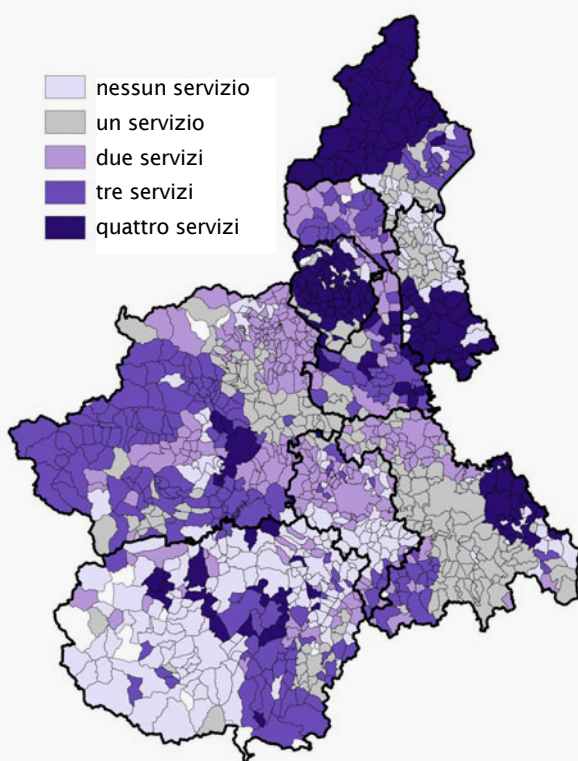 nessun servizio
un servizio
due servizi
tre servizi
quattro servizi